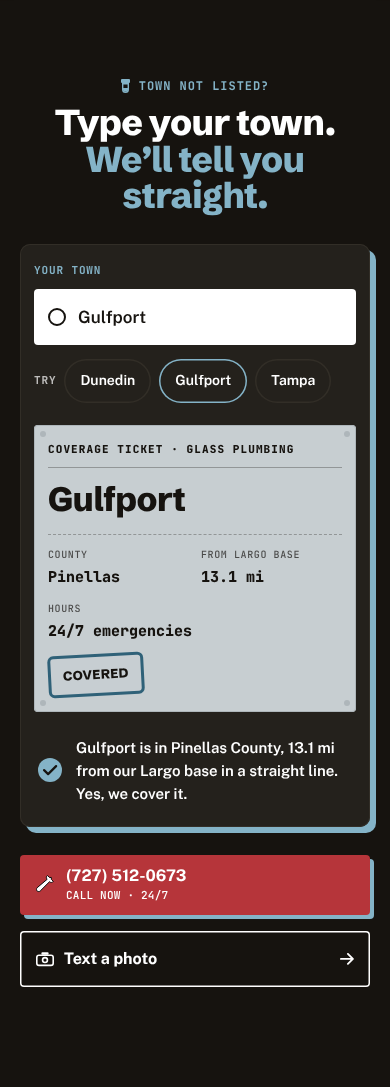 TOWN NOT LISTED?
Type your town.
We’ll tell you
straight.
YOUR TOWN
Gulfport
TRY Dunedin Gulfport Tampa
COVERAGE TICKET · GLASS PLUMBING
Gulfport
COUNTY FROM LARGO BASE
Pinellas 13.1 mi
HOURS
24/7 emergencies
COVERED
Gulfport is in Pinellas County, 13.1 mi
from our Largo base in a straight line.
Yes, we cover it.
(727) 512-0673
CALL NOW · 24/7
Text a photo